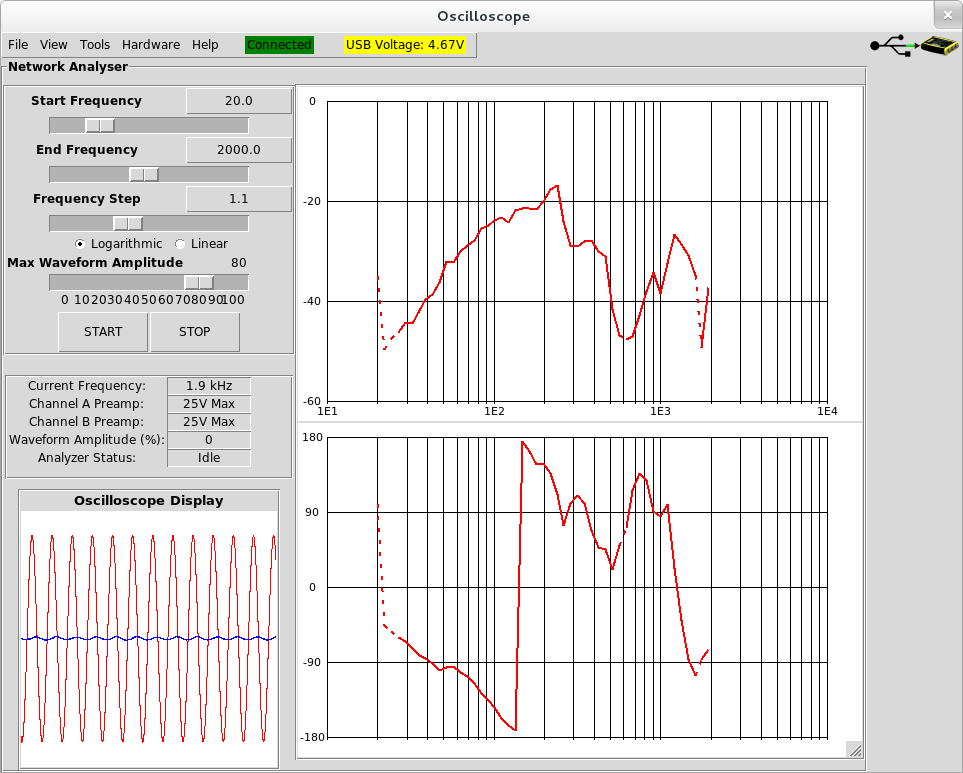 Oscilloscope
File View Tools Hardware Help Connected USB Voltage: 4.67V
Network Analyser
Start Frequency 20.0
End Frequency 2000.0
Frequency Step 1.1
Logarithmic Linear
Max Waveform Amplitude 80
0 10 20 30 40 50 60 70 80 90 100
START STOP
Current Frequency: 1.9 kHz
Channel A Preamp: 25V Max
Channel B Preamp: 25V Max
Waveform Amplitude (%): 0
Analyzer Status: Idle
Oscilloscope Display
0
-20
-40
-60
1E1 1E2 1E3 1E4
180
90
0
-90
-180